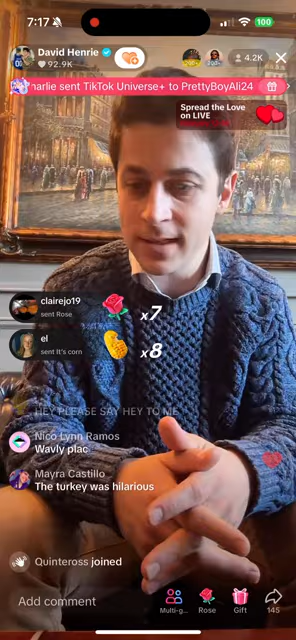 7:17
100
David Henrie
92.9K
200+
200+
4.2K
harlie sent TikTok Universe+ to PrettyBoyAli24
Spread the Love
on LIVE
clairejo19
sent Rose
x7
el
sent It's corn
x8
HEY PLEASE SAY HEY TO ME
Nico Lynn Ramos
Wavly plac
Mayra Castillo
The turkey was hilarious
Quinteross joined
Add comment
Multi-g...
Rose
Gift
145